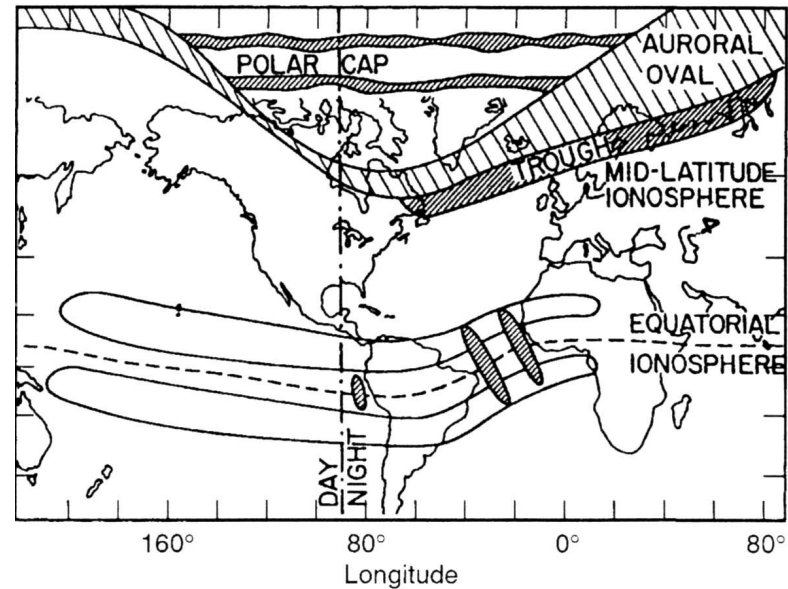 POLAR CAP
AURORAL
OVAL
TROUGH
MID-LATITUDE
IONOSPHERE
EQUATORIAL
IONOSPHERE
DAY
NIGHT
160° 80° 0° 80°
Longitude